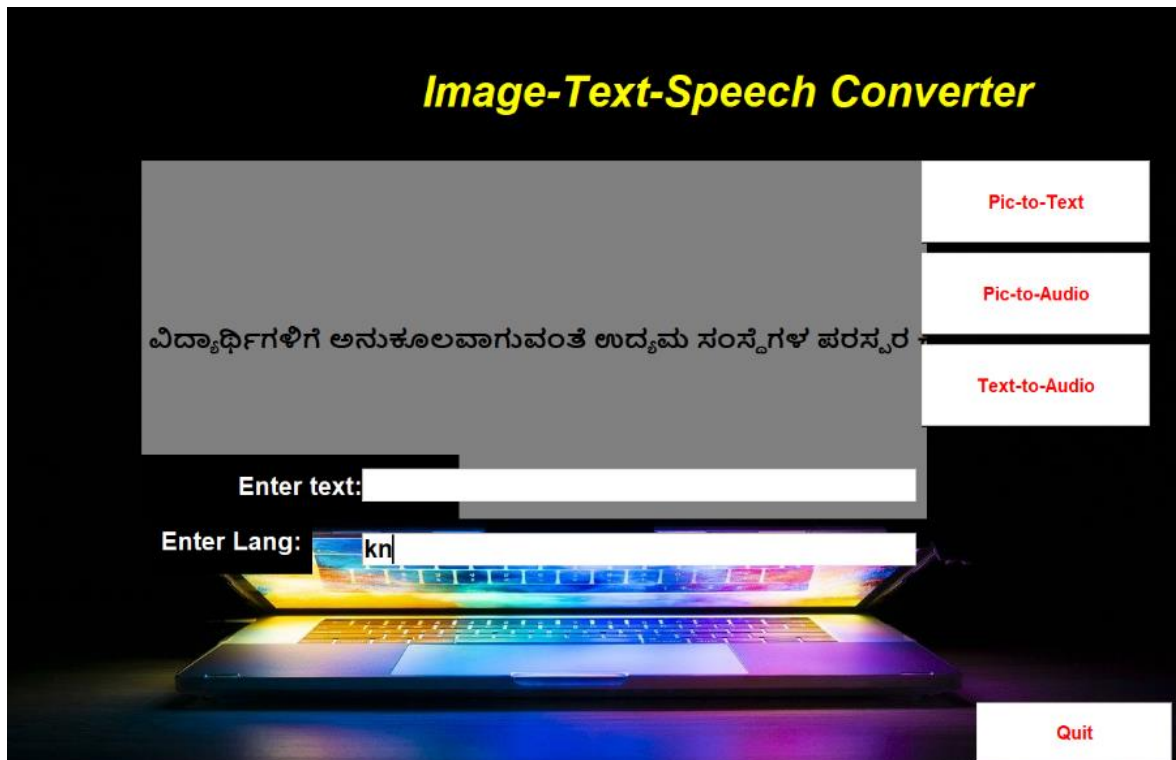 Image-Text-Speech Converter
Pic-to-Text
Pic-to-Audio
ವಿದ್ಯಾರ್ಥಿಗಳಿಗೆ ಅನುಕೂಲವಾಗುವಂತೆ ಉದ್ಯಮ ಸಂಸ್ಥೆಗಳ ಪರಸ್ಪರ
Text-to-Audio
Enter text:
Enter Lang: kn
Quit